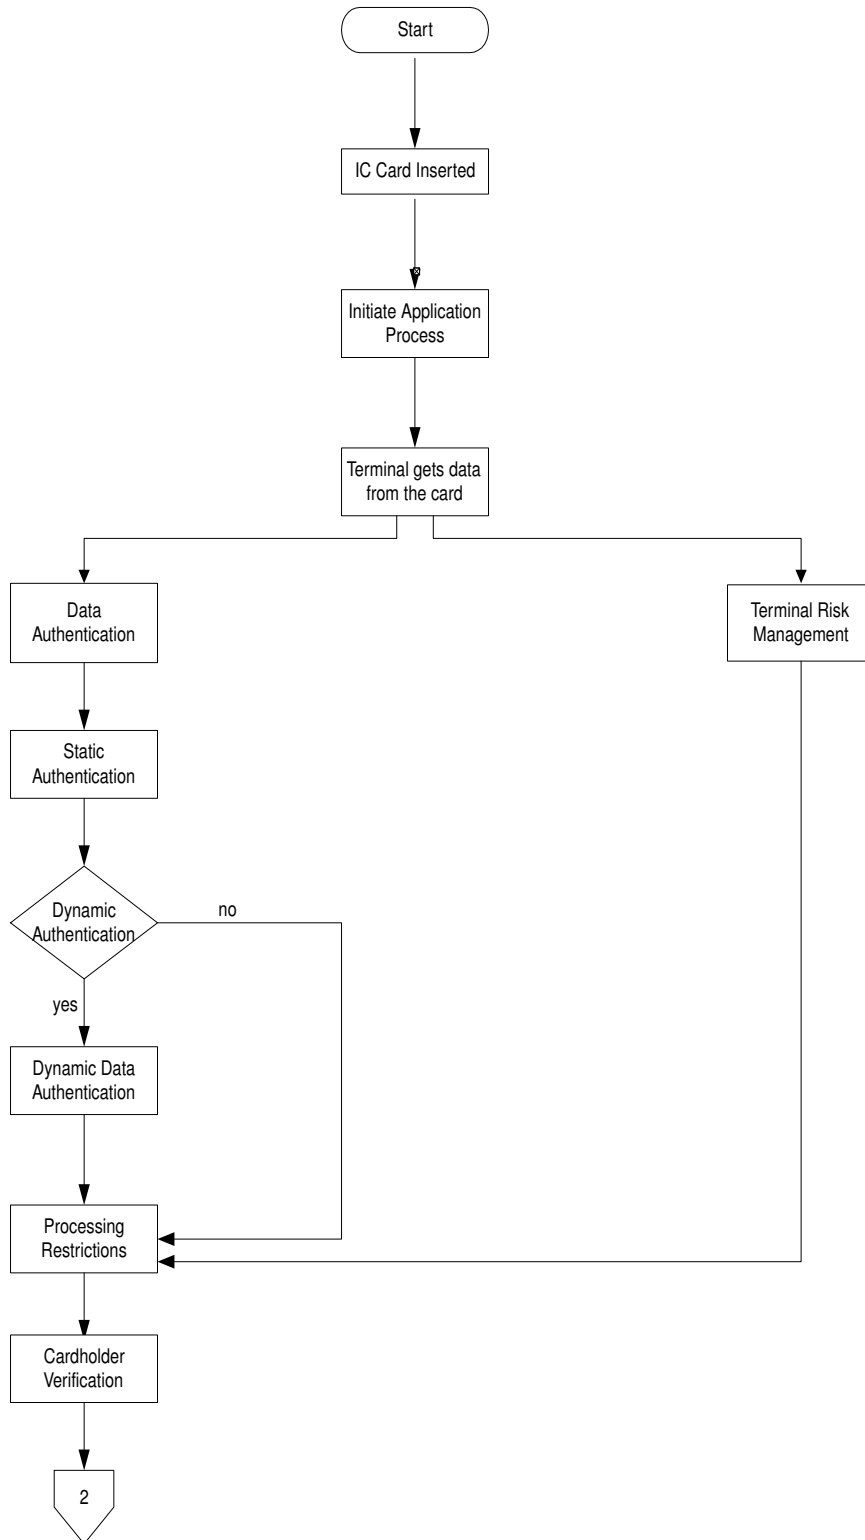 Start
IC Card Inserted
Initiate Application
Process
Terminal gets data
from the card
Data
Authentication
Terminal Risk
Management
Static
Authentication
Dynamic
Authentication
no
yes
Dynamic Data
Authentication
Processing
Restrictions
Cardholder
Verification
2